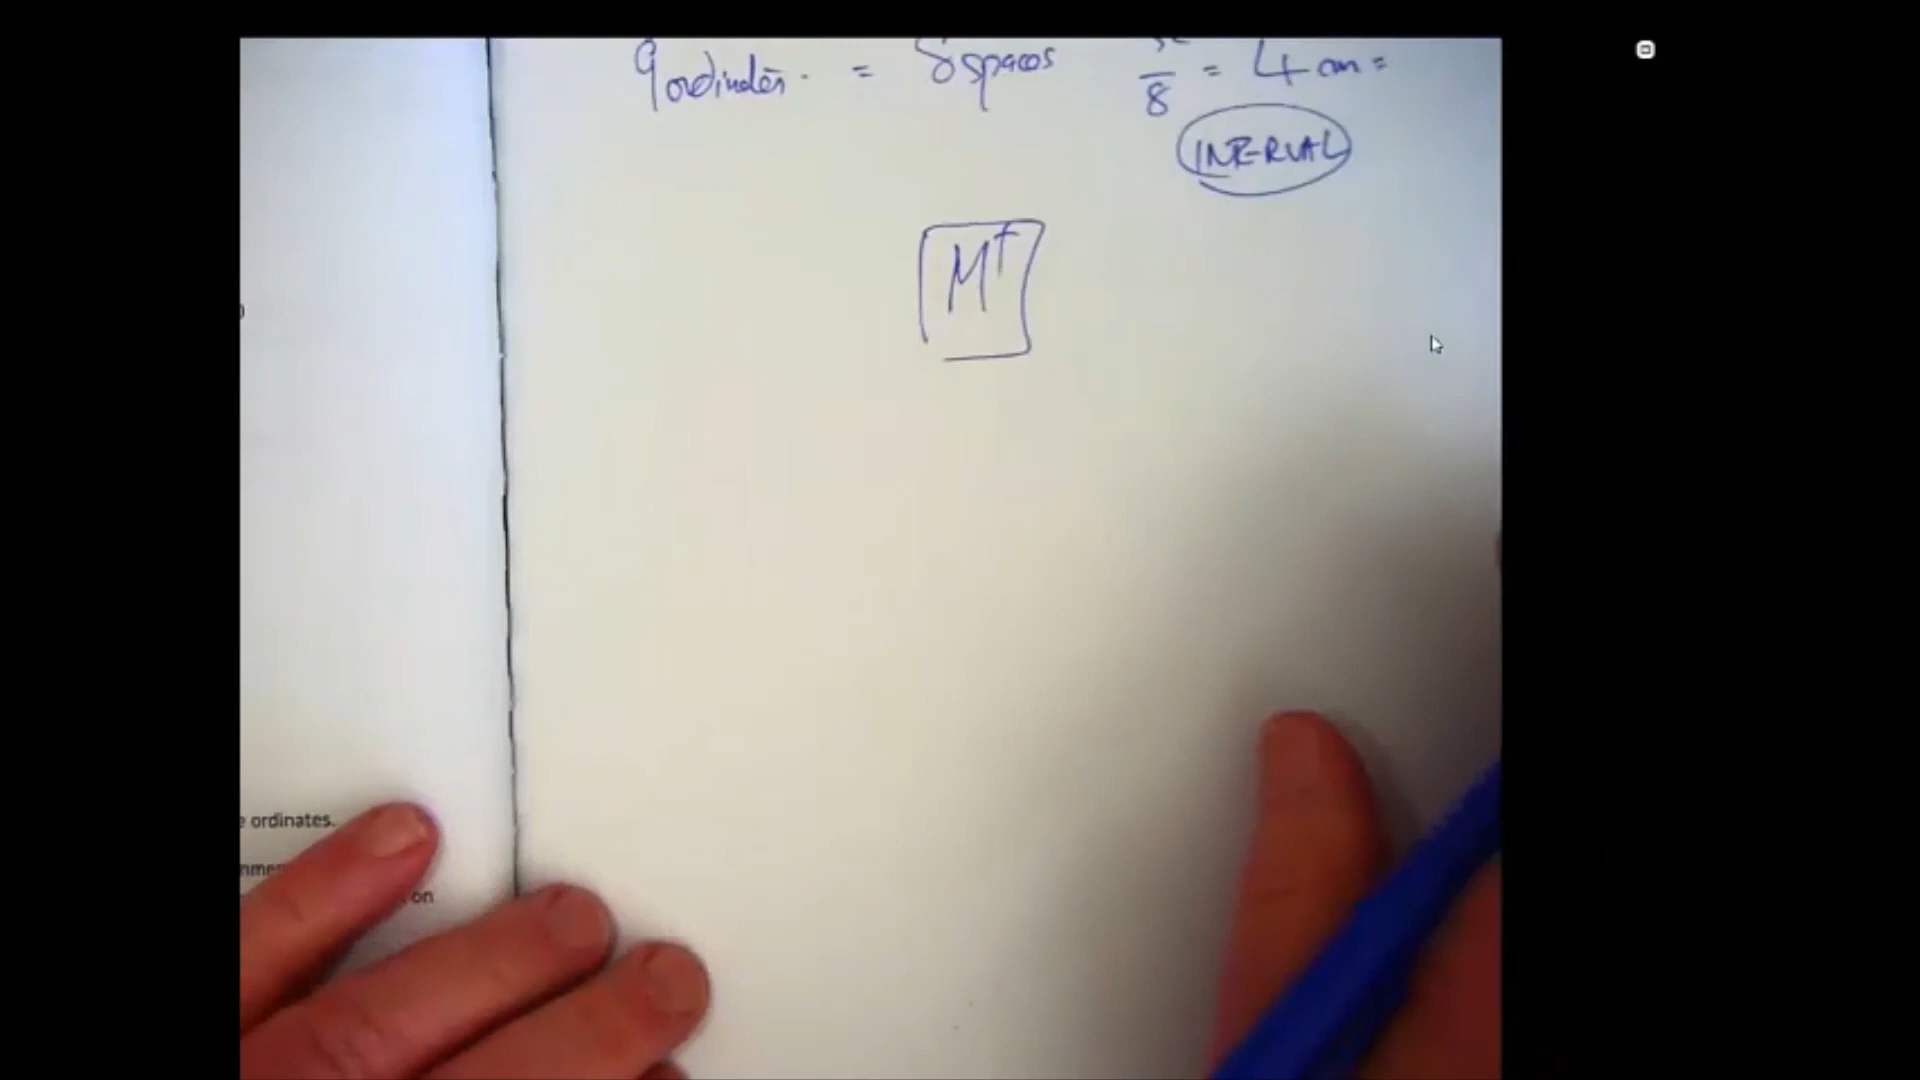 9 ordinates. = 8 spaces
8 = 4 cm =
INTERVAL
M
e ordinates.
on